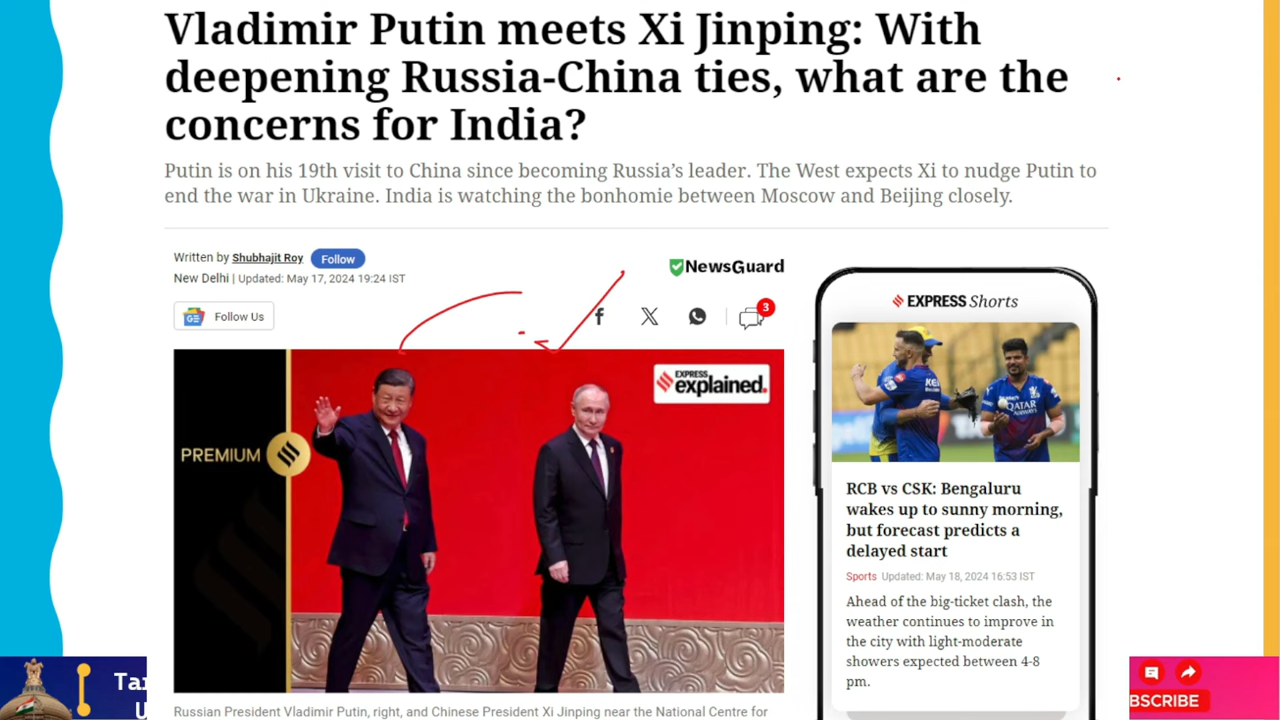 Vladimir Putin meets Xi Jinping: With
deepening Russia-China ties, what are the
concerns for India?
Putin is on his 19th visit to China since becoming Russia's leader. The West expects Xi to nudge Putin to
end the war in Ukraine. India is watching the bonhomie between Moscow and Beijing closely.
Written by Shubhajit Roy Follow
New Delhi | Updated: May 17, 2024 19:24 IST
NewsGuard
Follow Us
3
EXPRESS
explained.
PREMIUM
Russian President Vladimir Putin, right, and Chinese President Xi Jinping near the National Centre for
EXPRESS Shorts
QATAR
AIRWAYS
RCB vs CSK: Bengaluru
wakes up to sunny morning,
but forecast predicts a
delayed start
Sports Updated: May 18, 2024 16:53 IST
Ahead of the big-ticket clash, the
weather continues to improve in
the city with light-moderate
showers expected between 4-8
pm.
BSCRIBE